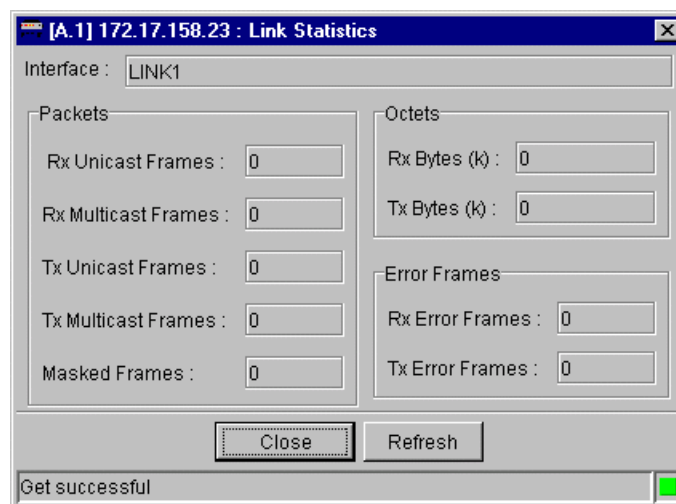 [A.1] 172.17.158.23 : Link Statistics
Interface : LINK1
Packets
Rx Unicast Frames : 0
Rx Multicast Frames : 0
Tx Unicast Frames : 0
Tx Multicast Frames : 0
Masked Frames : 0
Octets
Rx Bytes (k) : 0
Tx Bytes (k) : 0
Error Frames
Rx Error Frames : 0
Tx Error Frames : 0
Close
Refresh
Get successful